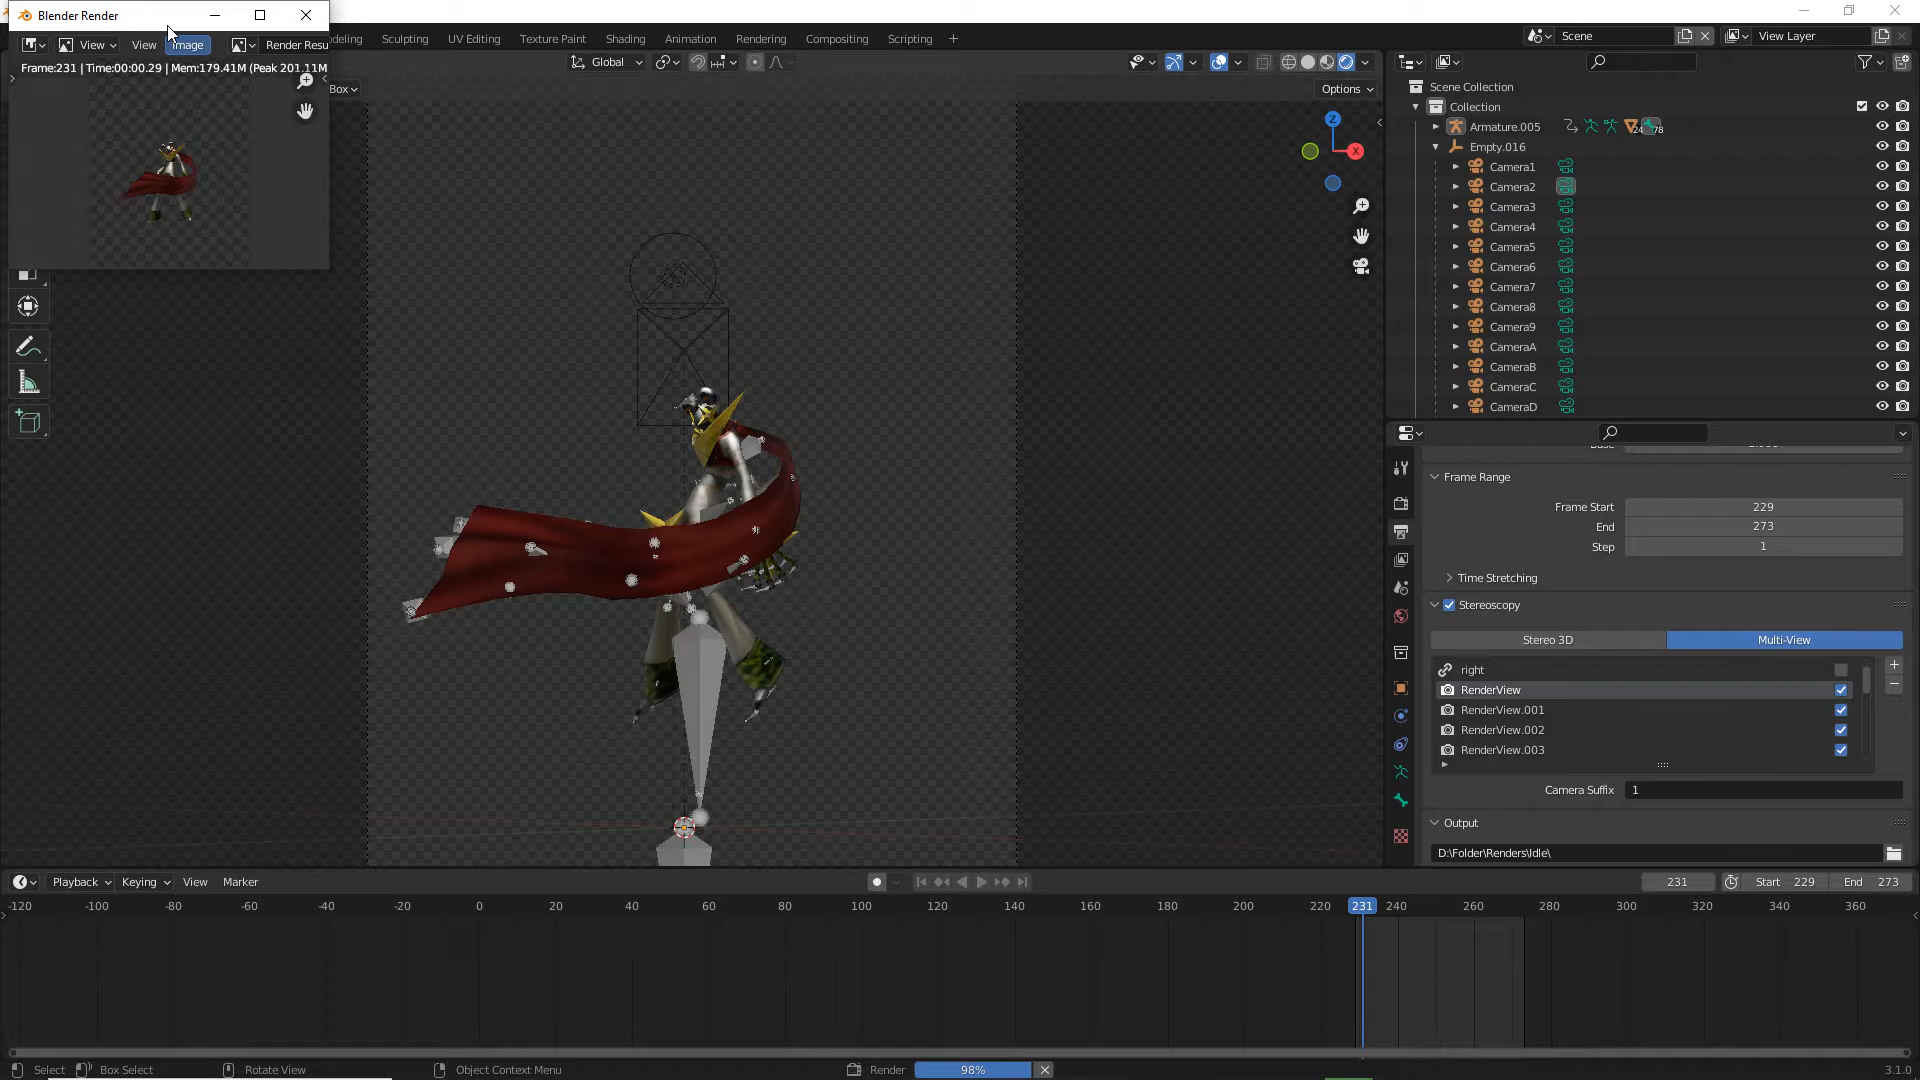 Blender Render
View View Image Render Resu
Frame:231 | Time:00:00.29 | Mem:179.41M (Peak 201.11M
Sculpting UV Editing Texture Paint Shading Animation Rendering Compositing Scripting
Scene View Layer
Global
Box
Options
Z
X
Scene Collection
Collection
Armature.005 24 78
Empty.016
Camera1
Camera2
Camera3
Camera4
Camera5
Camera6
Camera7
Camera8
Camera9
CameraA
CameraB
CameraC
CameraD
Frame Range
Frame Start 229
End 273
Step 1
Time Stretching
Stereoscopy
Stereo 3D Multi-View
right
RenderView
RenderView.001
RenderView.002
RenderView.003
Camera Suffix 1
Output
D:\Folder\Renders\Idle\
Playback Keying View Marker 231 Start 229 End 273
-120 -100 -80 -60 -40 -20 0 20 40 60 80 100 120 140 160 180 200 220 231 240 260 280 300 320 340 360
Select Box Select Rotate View Object Context Menu Render 98% 3.1.0